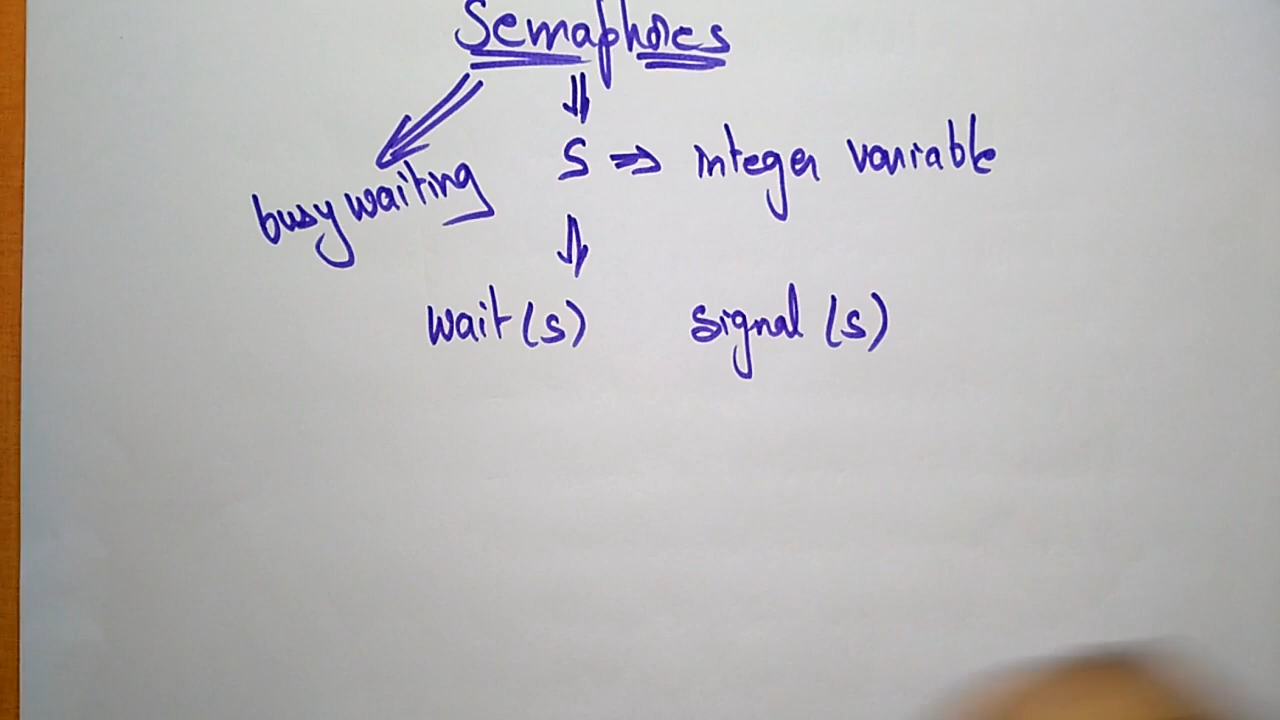 Semaphores
⇓
S ⇒ integer variable
busy waiting
⇓
wait(s) signal (s)